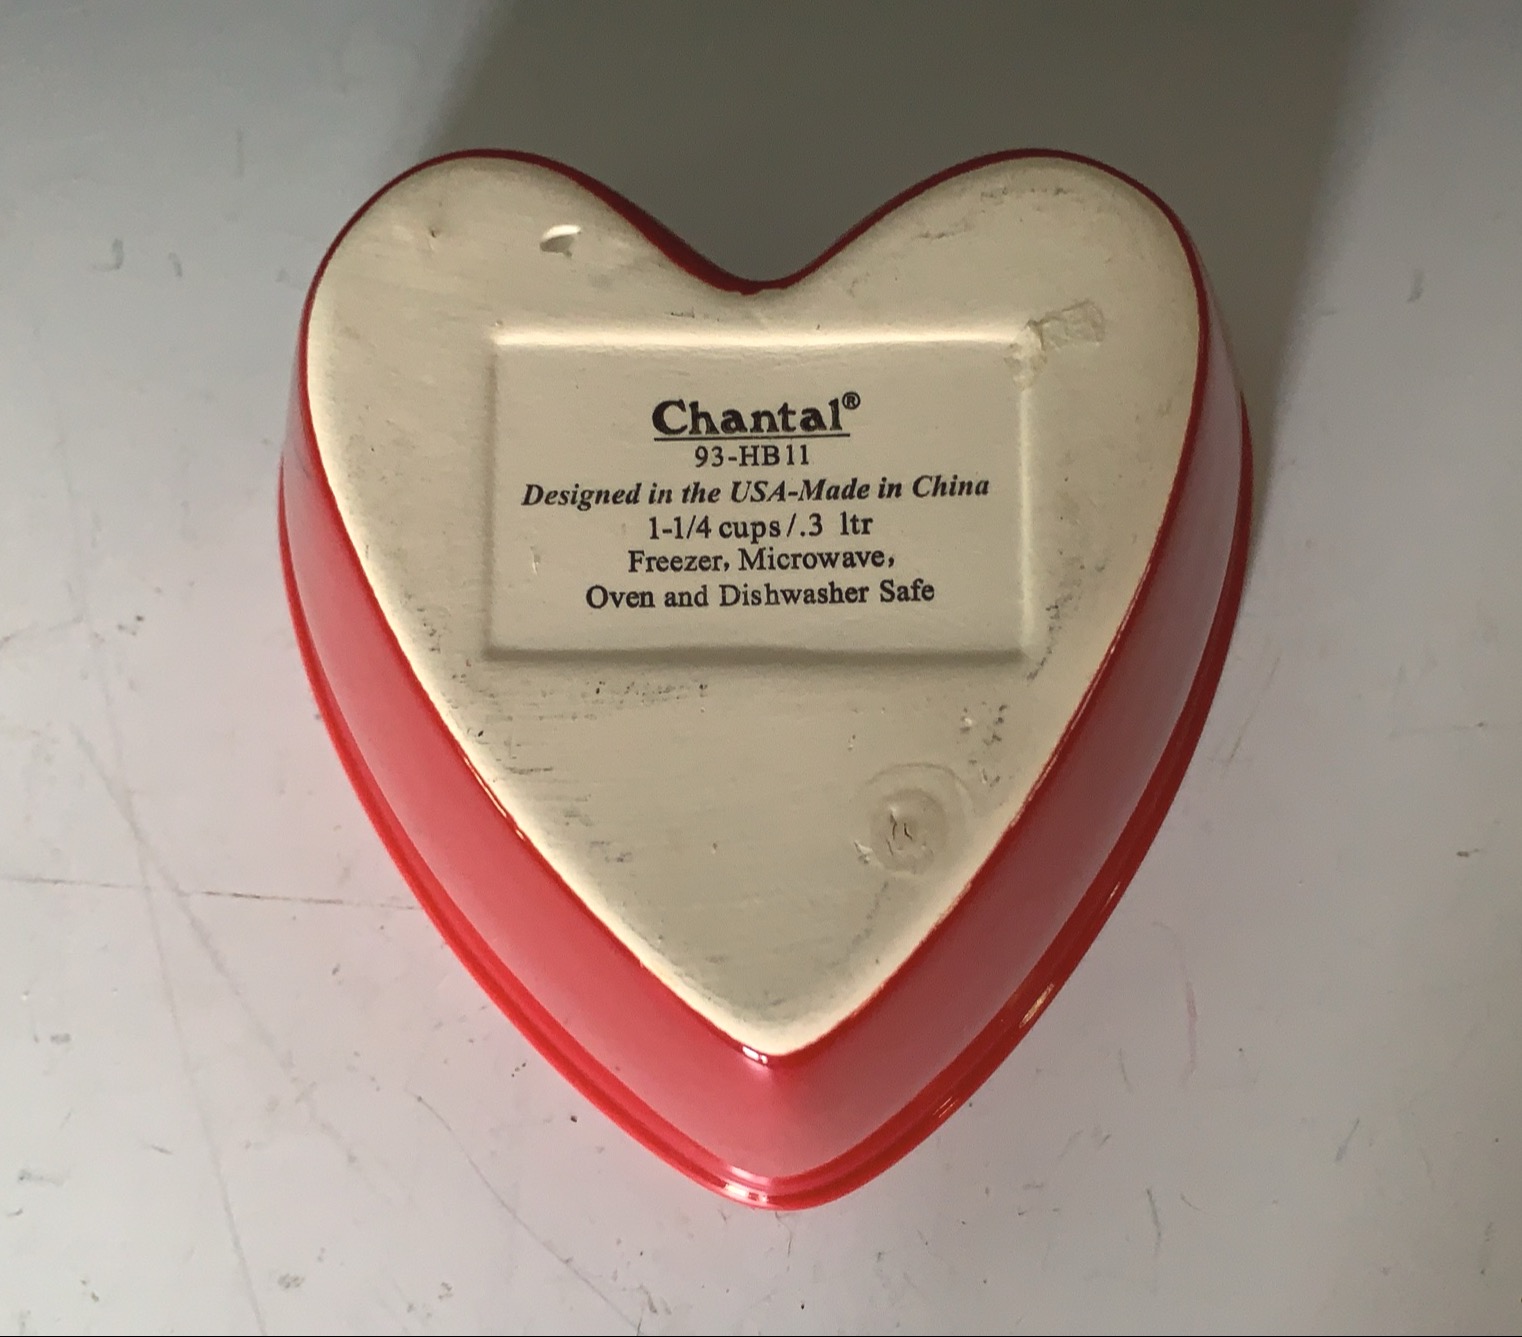 Chantal®
93-HB11
Designed in the USA-Made in China
1-1/4 cups/.3 ltr
Freezer, Microwave,
Oven and Dishwasher Safe